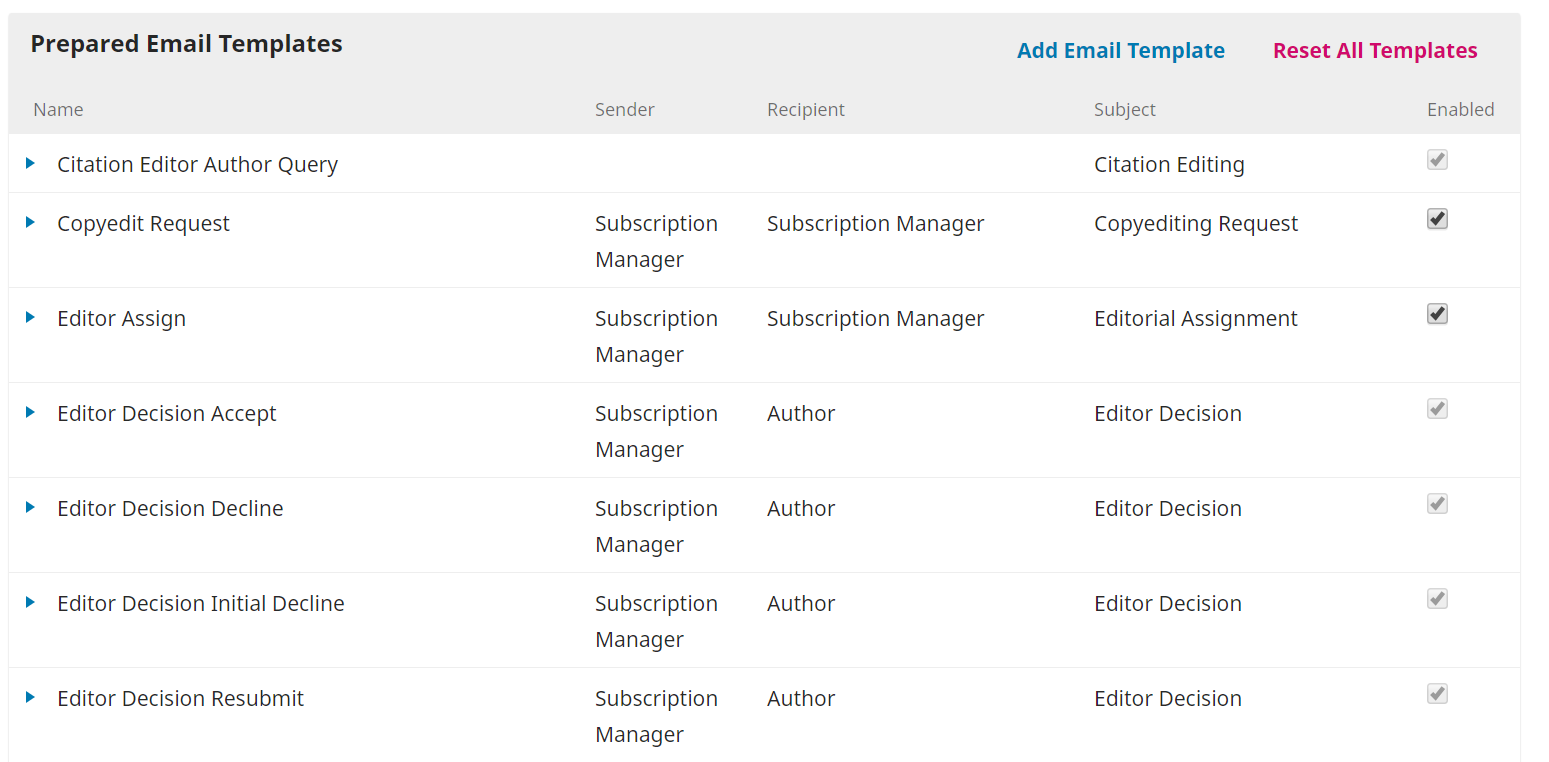 Prepared Email Templates
Add Email Template Reset All Templates
Name Sender Recipient Subject Enabled
Citation Editor Author Query Citation Editing
Copyedit Request Subscription Manager Subscription Manager Copyediting Request
Editor Assign Subscription Manager Subscription Manager Editorial Assignment
Editor Decision Accept Subscription Manager Author Editor Decision
Editor Decision Decline Subscription Manager Author Editor Decision
Editor Decision Initial Decline Subscription Manager Author Editor Decision
Editor Decision Resubmit Subscription Manager Author Editor Decision